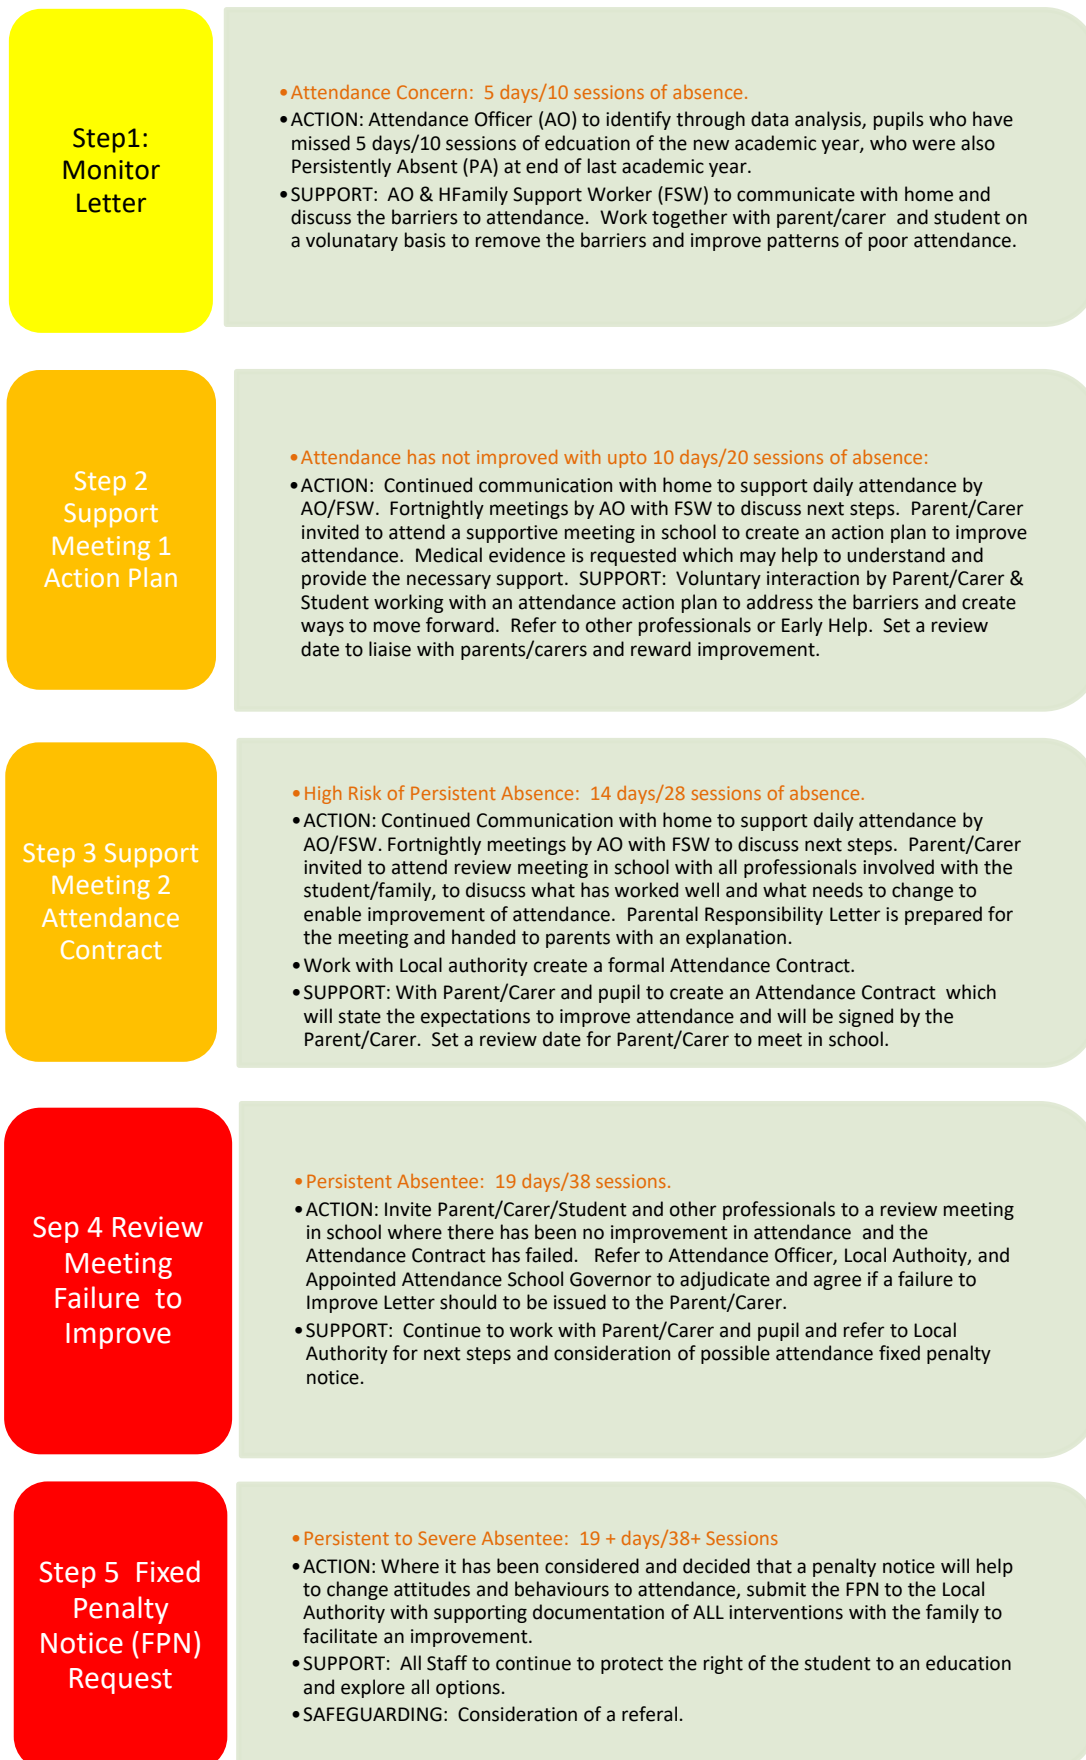 Step1:
Monitor
Letter
•Attendance Concern: 5 days/10 sessions of absence.
•ACTION: Attendance Officer (AO) to identify through data analysis, pupils who have
missed 5 days/10 sessions of edcuation of the new academic year, who were also
Persistently Absent (PA) at end of last academic year.
•SUPPORT: AO & HFamily Support Worker (FSW) to communicate with home and
discuss the barriers to attendance. Work together with parent/carer and student on
a volunatary basis to remove the barriers and improve patterns of poor attendance.
Step 2
Support
Meeting 1
Action Plan
•Attendance has not improved with upto 10 days/20 sessions of absence:
•ACTION: Continued communication with home to support daily attendance by
AO/FSW. Fortnightly meetings by AO with FSW to discuss next steps. Parent/Carer
invited to attend a supportive meeting in school to create an action plan to improve
attendance. Medical evidence is requested which may help to understand and
provide the necessary support. SUPPORT: Voluntary interaction by Parent/Carer &
Student working with an attendance action plan to address the barriers and create
ways to move forward. Refer to other professionals or Early Help. Set a review
date to liaise with parents/carers and reward improvement.
Step 3 Support
Meeting 2
Attendance
Contract
•High Risk of Persistent Absence: 14 days/28 sessions of absence.
•ACTION: Continued Communication with home to support daily attendance by
AO/FSW. Fortnightly meetings by AO with FSW to discuss next steps. Parent/Carer
invited to attend review meeting in school with all professionals involved with the
student/family, to disucss what has worked well and what needs to change to
enable improvement of attendance. Parental Responsibility Letter is prepared for
the meeting and handed to parents with an explanation.
•Work with Local authority create a formal Attendance Contract.
•SUPPORT: With Parent/Carer and pupil to create an Attendance Contract which
will state the expectations to improve attendance and will be signed by the
Parent/Carer. Set a review date for Parent/Carer to meet in school.
Sep 4 Review
Meeting
Failure to
Improve
•Persistent Absentee: 19 days/38 sessions.
•ACTION: Invite Parent/Carer/Student and other professionals to a review meeting
in school where there has been no improvement in attendance and the
Attendance Contract has failed. Refer to Attendance Officer, Local Authoity, and
Appointed Attendance School Governor to adjudicate and agree if a failure to
Improve Letter should to be issued to the Parent/Carer.
•SUPPORT: Continue to work with Parent/Carer and pupil and refer to Local
Authority for next steps and consideration of possible attendance fixed penalty
notice.
Step 5 Fixed
Penalty
Notice (FPN)
Request
•Persistent to Severe Absentee: 19 + days/38+ Sessions
•ACTION: Where it has been considered and decided that a penalty notice will help
to change attitudes and behaviours to attendance, submit the FPN to the Local
Authority with supporting documentation of ALL interventions with the family to
facilitate an improvement.
•SUPPORT: All Staff to continue to protect the right of the student to an education
and explore all options.
•SAFEGUARDING: Consideration of a referal.